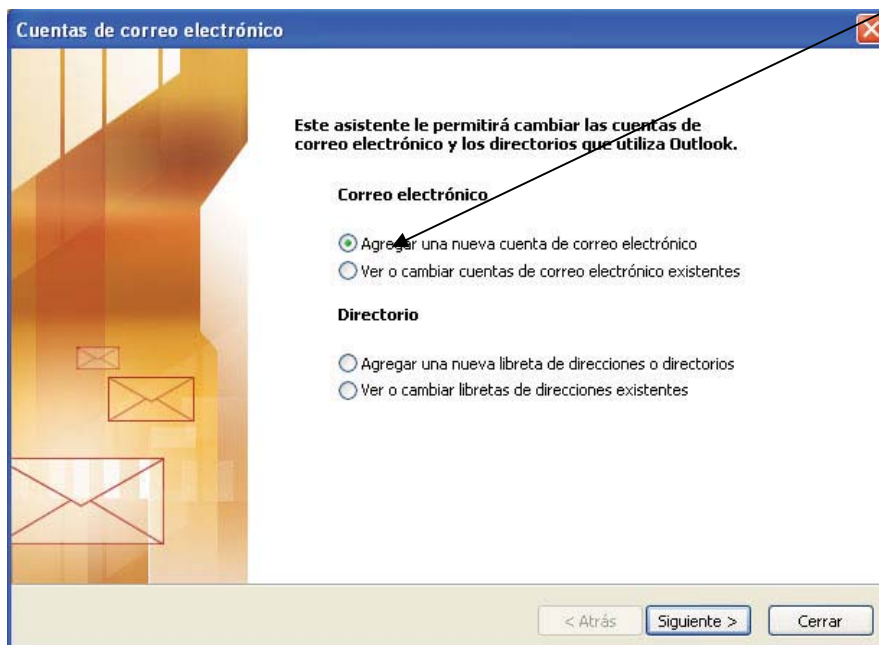 Cuentas de correo electrónico
Este asistente le permitirá cambiar las cuentas de
correo electrónico y los directorios que utiliza Outlook.
Correo electrónico
Agregar una nueva cuenta de correo electrónico
Ver o cambiar cuentas de correo electrónico existentes
Directorio
Agregar una nueva libreta de direcciones o directorios
Ver o cambiar libretas de direcciones existentes
< Atrás
Siguiente >
Cerrar